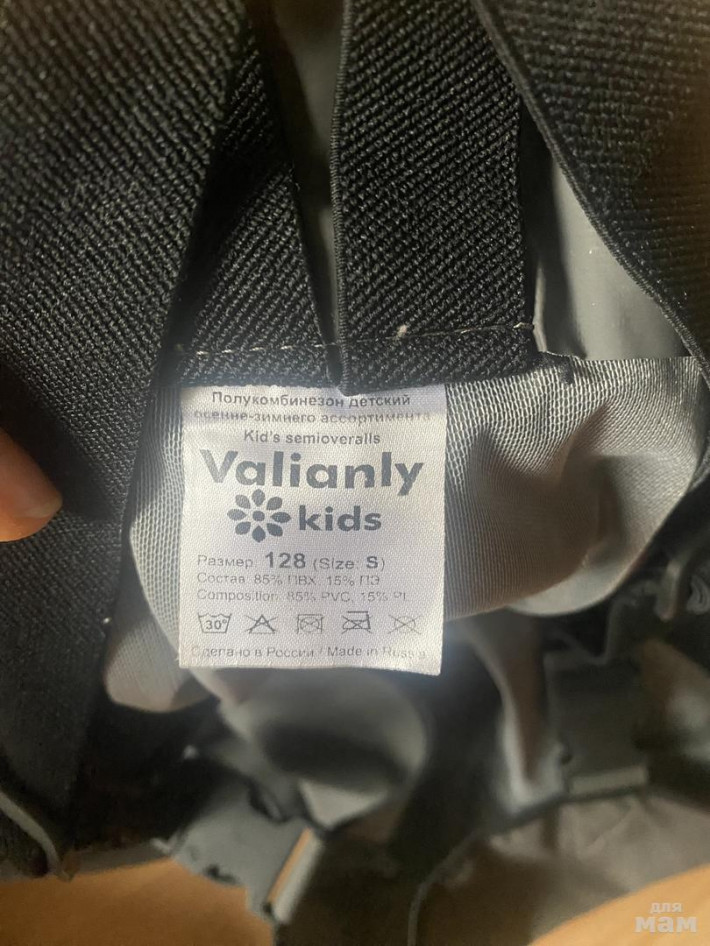 Полукомбинезон детский
осенне-зимнего ассортимента
Kid's semioveralls
Valianly
kids
Размер: 128 (Size: S)
Состав: 85% ПВХ, 15% ПЭ
Composition: 85% PVC, 15% PL
30°
Сделано в России / Made in Russia
для
мам